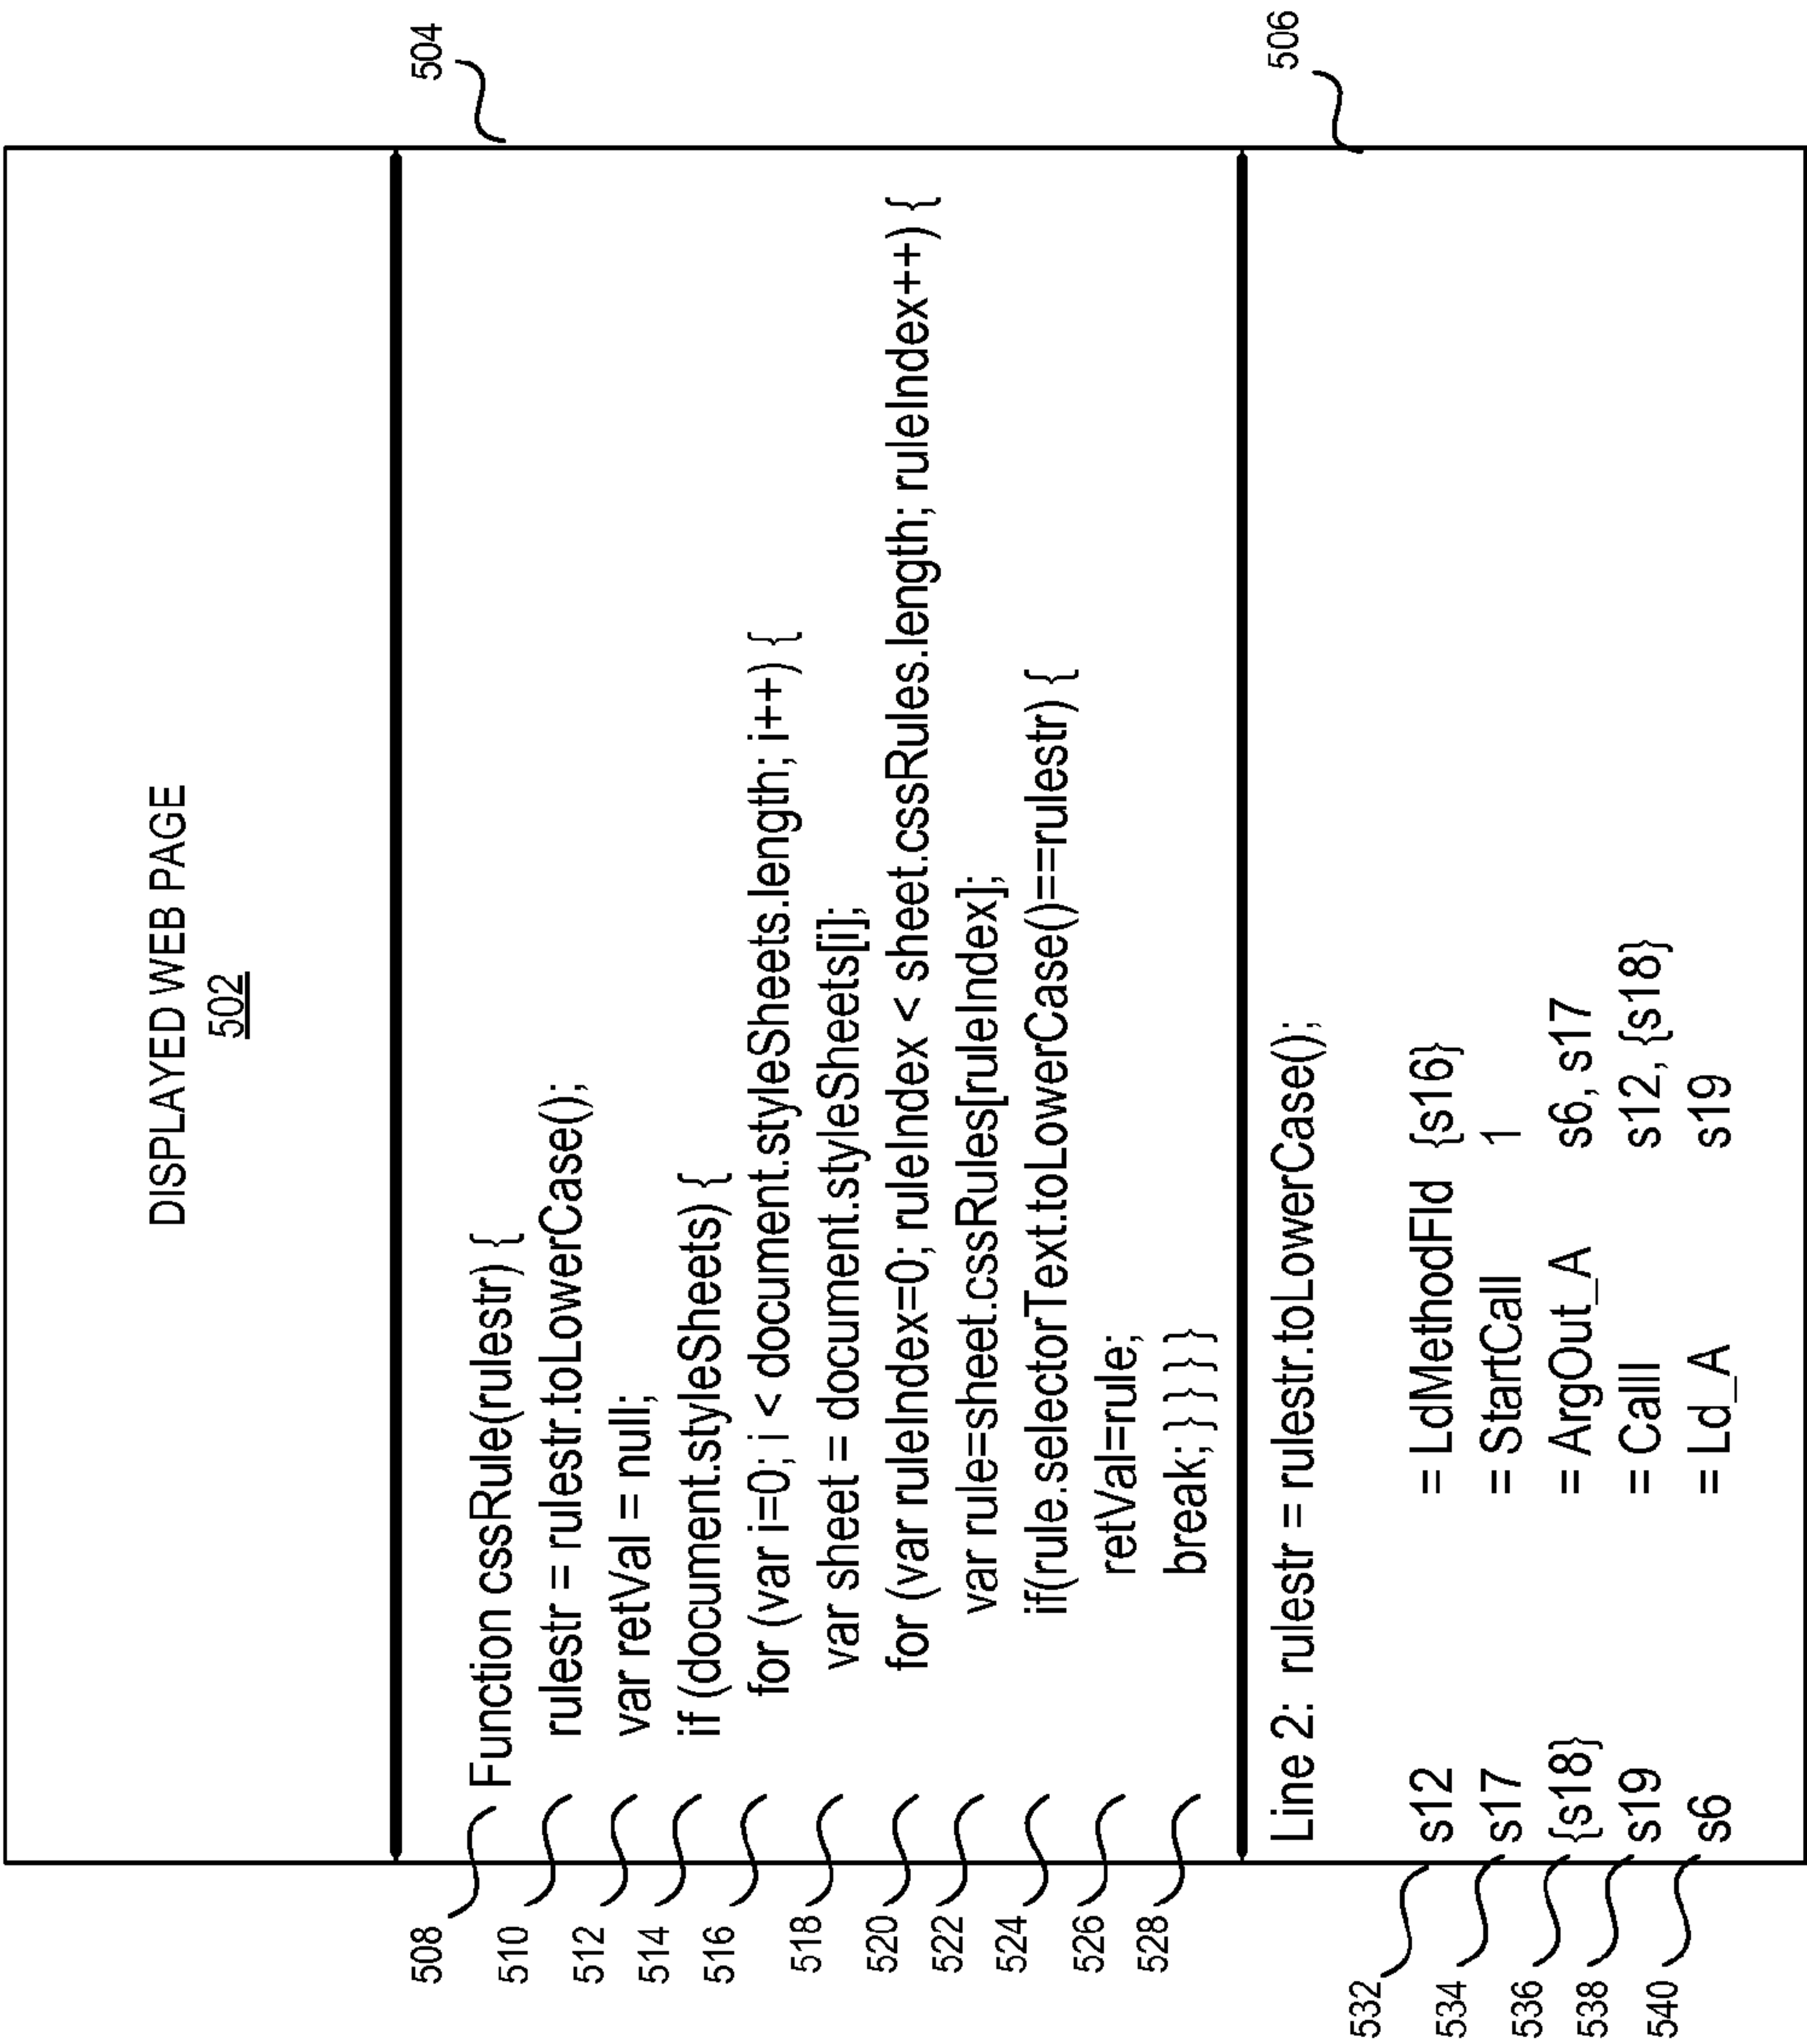 DISPLAYED WEB PAGE
502
504
508 Function cssRule(rulestr) {
510 rulestr = rulestr.toLowerCase();
512 var retVal = null;
514 if (document.styleSheets) {
516 for (var i=0; i < document.styleSheets.length; i++) {
518 var sheet = document.styleSheets[i];
520 for (var ruleIndex=0; ruleIndex < sheet.cssRules.length; ruleIndex++) {
522 var rule=sheet.cssRules[ruleIndex];
524 if(rule.selectorText.toLowerCase()==rulestr) {
526 retVal=rule;
528 break; } } } }
506
Line 2: rulestr = rulestr.toLowerCase();
532 s12 = LdMethodFld {s16}
534 s17 = StartCall 1
536 {s18} = ArgOut_A s6, s17
538 s19 = CallI s12, {s18}
540 s6 = Ld_A s19